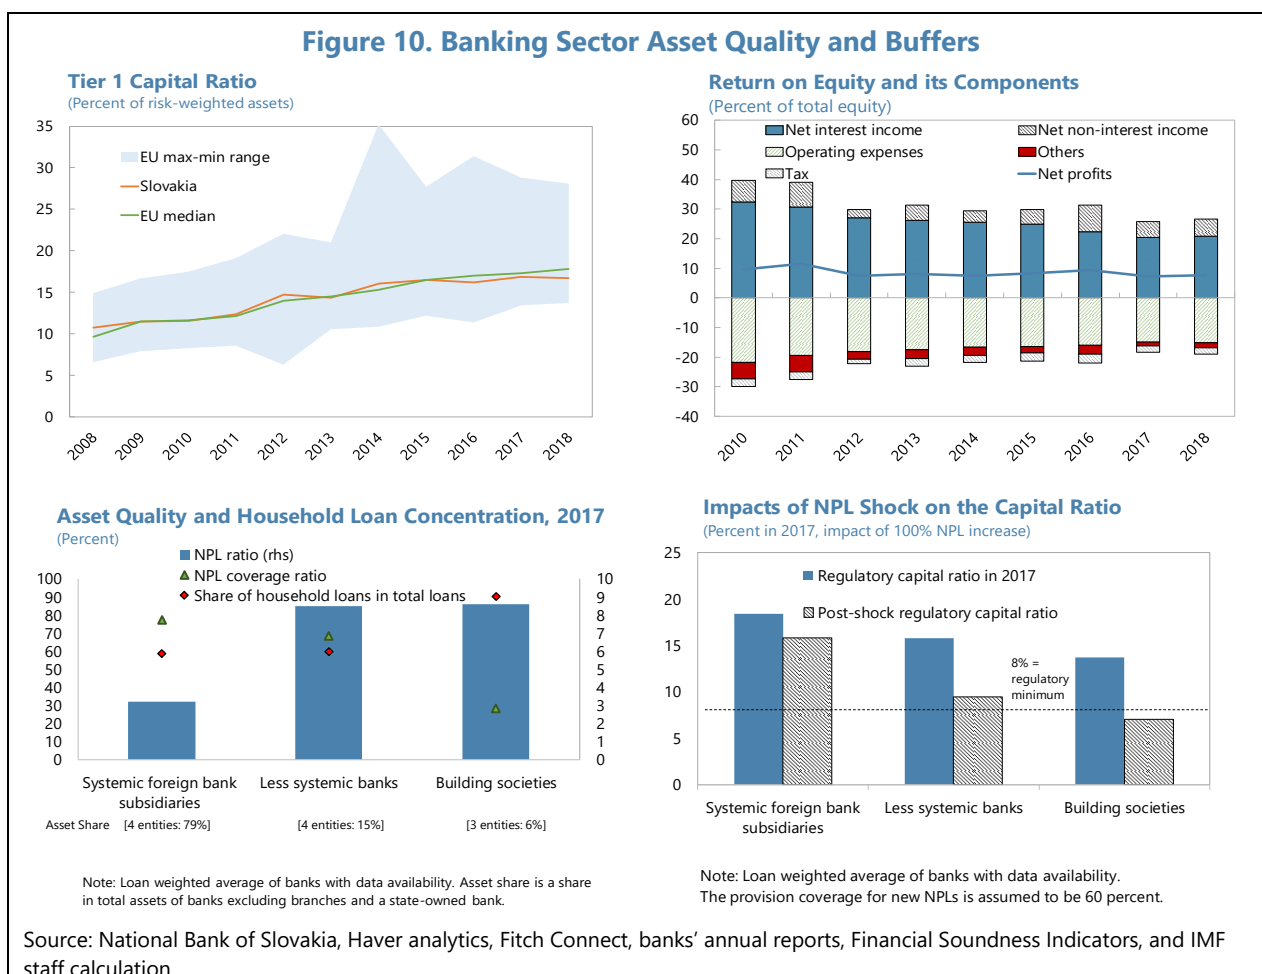 Figure 10. Banking Sector Asset Quality and Buffers
Tier 1 Capital Ratio
(Percent of risk-weighted assets)
35
30
25
20
15
10
5
0
EU max-min range
Slovakia
EU median
2008
2009
2010
2011
2012
2013
2014
2015
2016
2017
2018
Return on Equity and its Components
(Percent of total equity)
60
50
40
30
20
10
0
-10
-20
-30
-40
Net interest income
Net non-interest income
Operating expenses
Others
Tax
Net profits
2010
2011
2012
2013
2014
2015
2016
2017
2018
Asset Quality and Household Loan Concentration, 2017
(Percent)
NPL ratio (rhs)
NPL coverage ratio
Share of household loans in total loans
100
90
80
70
60
50
40
30
20
10
0
10
9
8
7
6
5
4
3
2
1
0
Systemic foreign bank
subsidiaries
Less systemic banks
Building societies
Asset Share
[4 entities: 79%]
[4 entities: 15%]
[3 entities: 6%]
Note: Loan weighted average of banks with data availability. Asset share is a share
in total assets of banks excluding branches and a state-owned bank.
Impacts of NPL Shock on the Capital Ratio
(Percent in 2017, impact of 100% NPL increase)
25
20
15
10
5
0
Regulatory capital ratio in 2017
Post-shock regulatory capital ratio
8% =
regulatory
minimum
Systemic foreign bank
subsidiaries
Less systemic banks
Building societies
Note: Loan weighted average of banks with data availability.
The provision coverage for new NPLs is assumed to be 60 percent.
Source: National Bank of Slovakia, Haver analytics, Fitch Connect, banks’ annual reports, Financial Soundness Indicators, and IMF
staff calculation